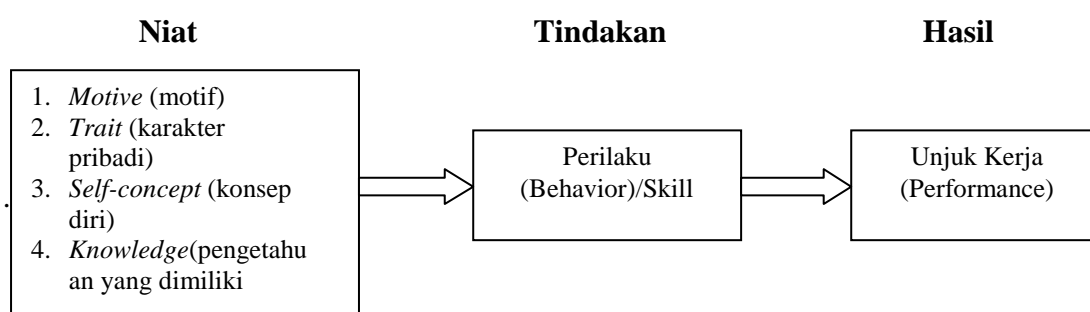 Niat
Tindakan
Hasil
1. Motive (motif)
2. Trait (karakter
pribadi)
3. Self-concept (konsep
diri)
4. Knowledge(pengetahu
an yang dimiliki
.
Perilaku
(Behavior)/Skill
Unjuk Kerja
(Performance)